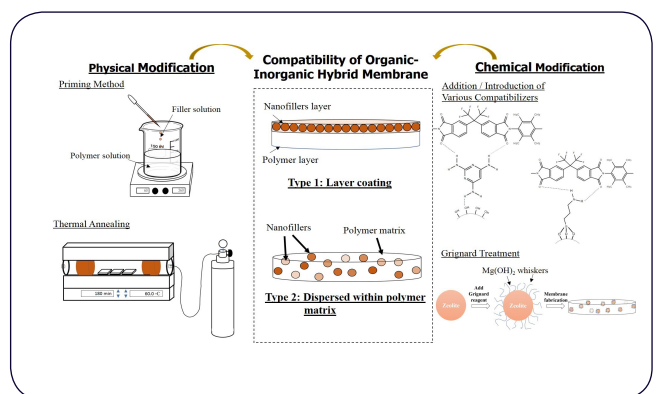 Compatibility of Organic-
Inorganic Hybrid Membrane
Physical Modification
Priming Method
Filler solution
Polymer solution
Thermal Annealing
180 min
Nanofillers layer
Polymer layer
Type 1: Layer coating
Nanofillers
Polymer matrix
Type 2: Dispersed within polymer
matrix
Chemical Modification
Addition / Introduction of
Various Compatibilizers
Grignard Treatment
Mg(OH)2 whiskers
Zeolite
Add
Grignard
reagent
Zeolite
Membrane
fabrication